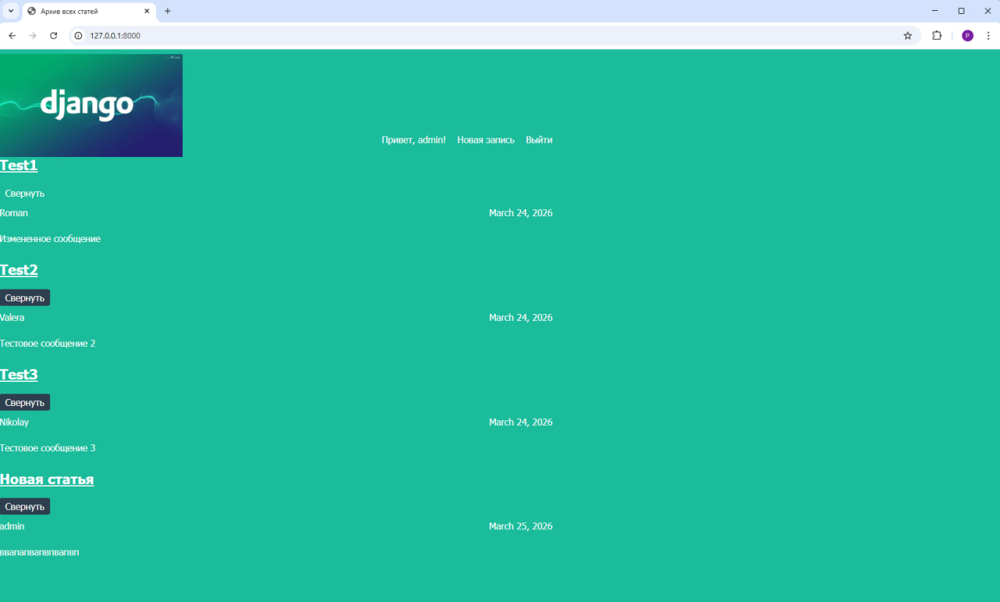 Архив всех статей
127.0.0.1:8000
django
Привет, admin! Новая запись Выйти
Test1
Свернуть
Roman March 24, 2026
Измененное сообщение
Test2
Свернуть
Valera March 24, 2026
Тестовое сообщение 2
Test3
Свернуть
Nikolay March 24, 2026
Тестовое сообщение 3
Новая статья
Свернуть
admin March 25, 2026
ввапапвапвпвапвп